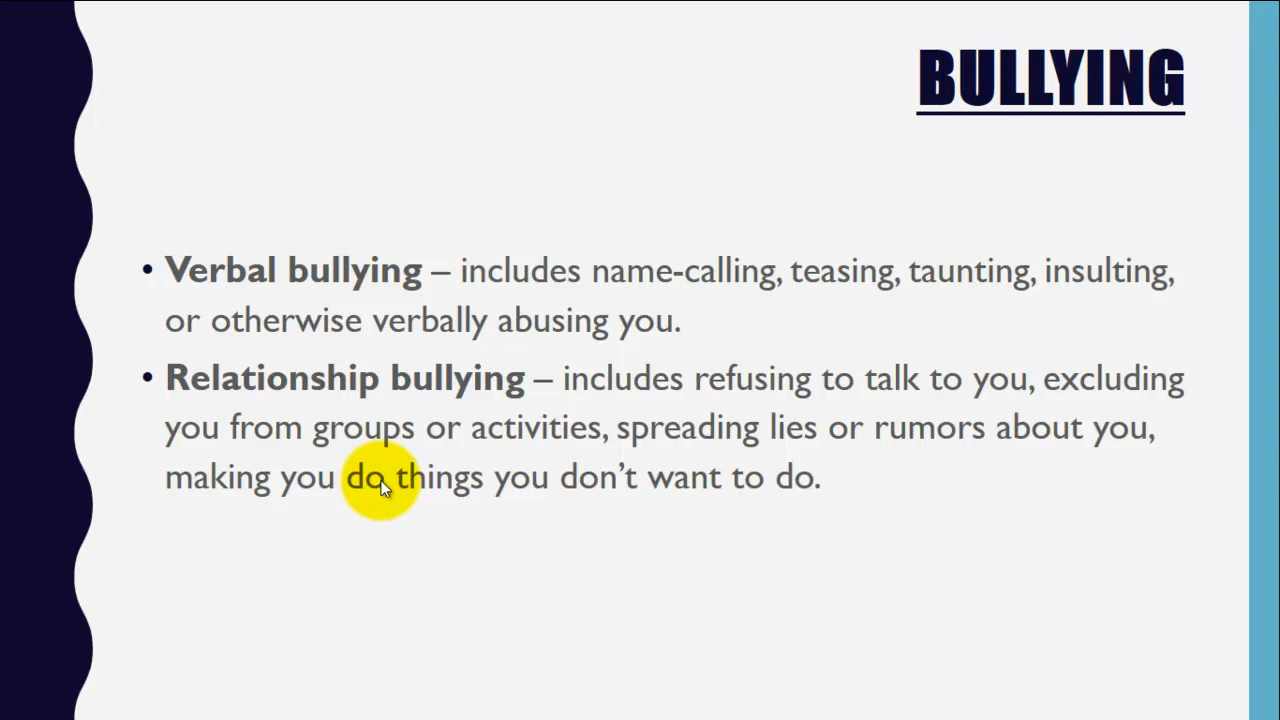 BULLYING
• Verbal bullying – includes name-calling, teasing, taunting, insulting,
or otherwise verbally abusing you.
• Relationship bullying – includes refusing to talk to you, excluding
you from groups or activities, spreading lies or rumors about you,
making you do things you don’t want to do.